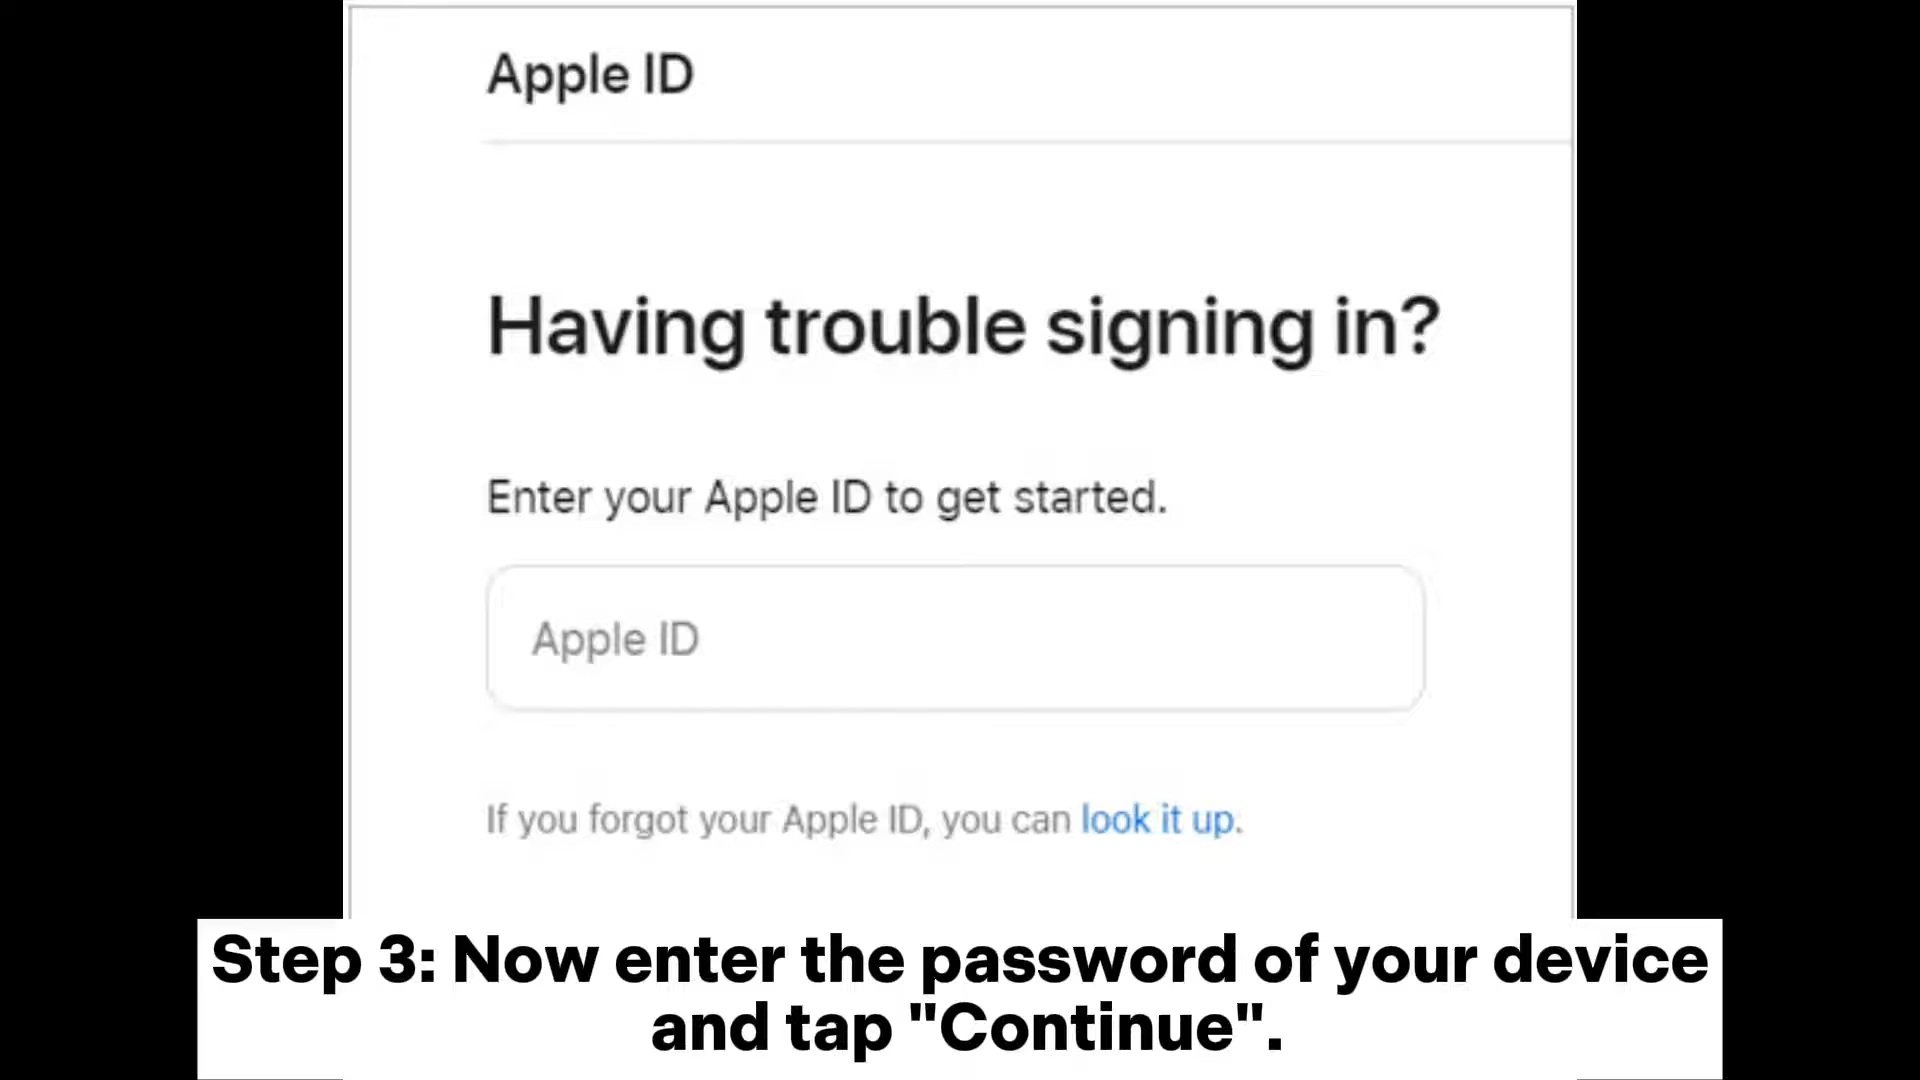 Apple ID
Having trouble signing in?
Enter your Apple ID to get started.
Apple ID
If you forgot your Apple ID, you can look it up.
Step 3: Now enter the password of your device
and tap "Continue".